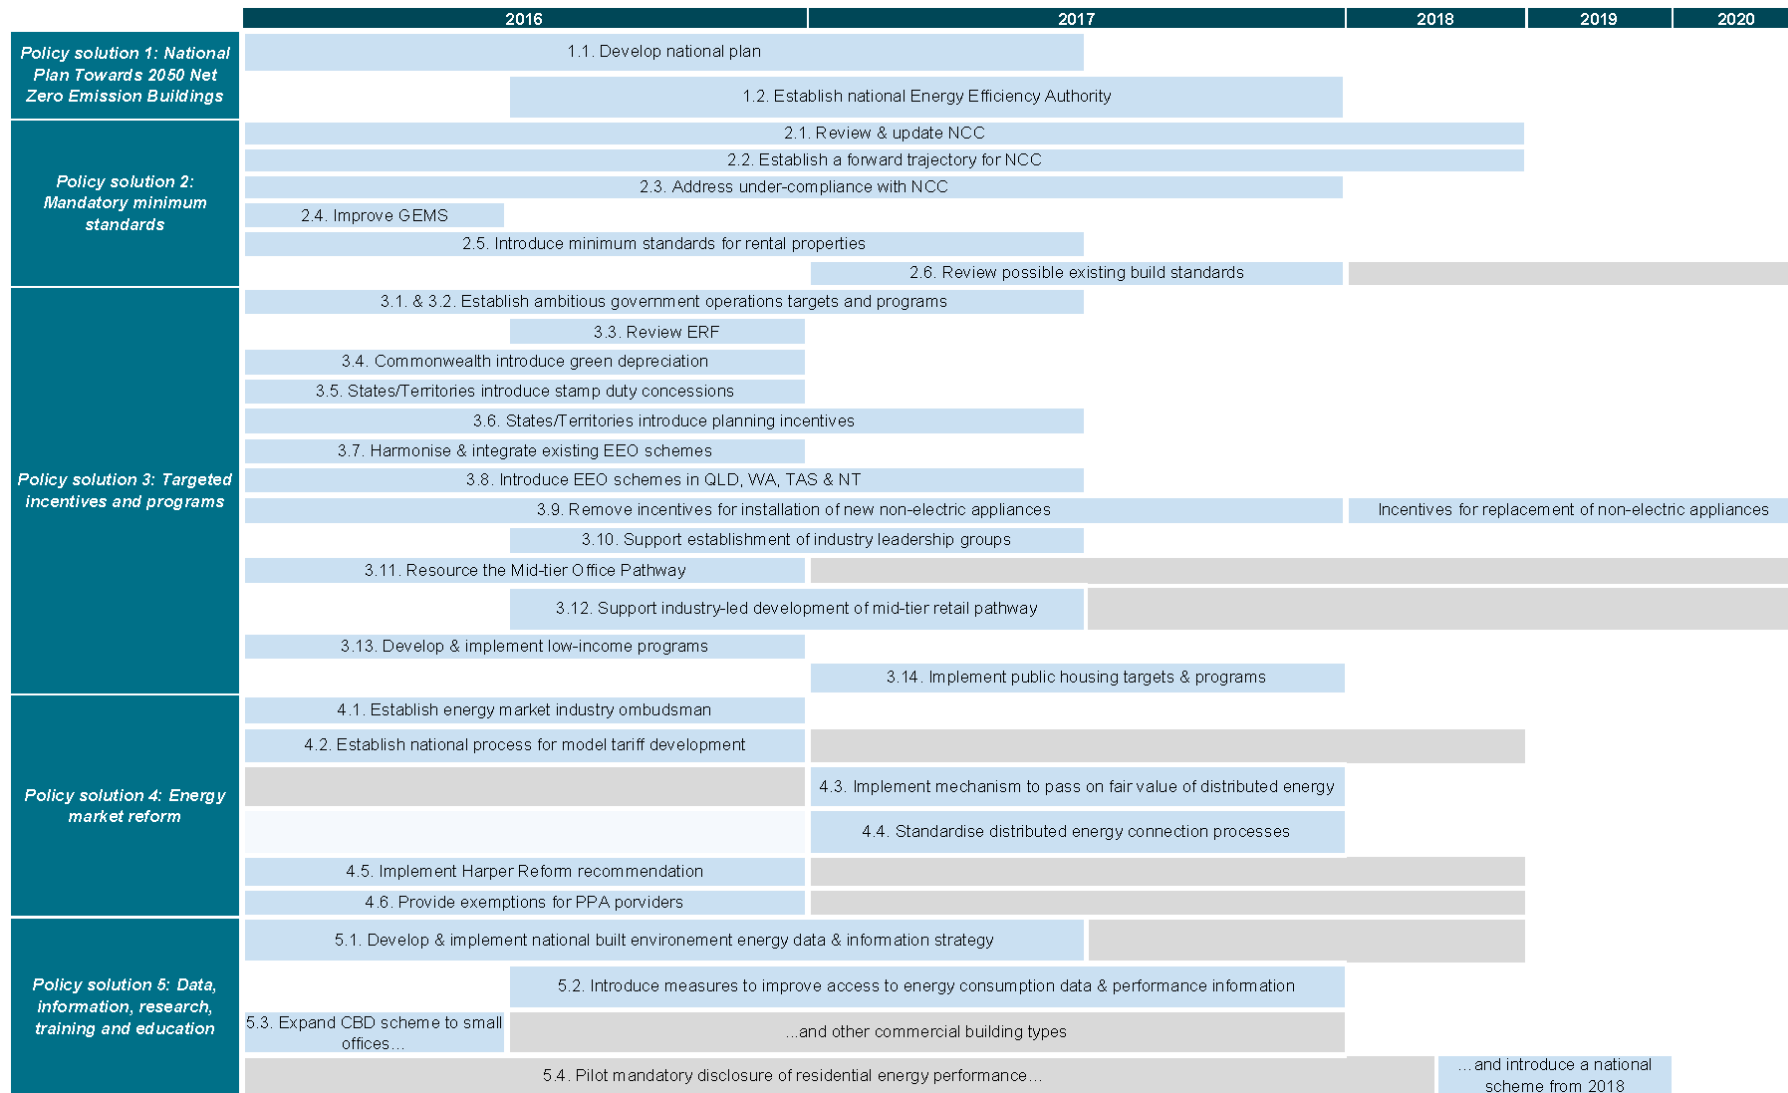 2016 2017 2018 2019 2020
Policy solution 1: National
Plan Towards 2050 Net
Zero Emission Buildings
1.1. Develop national plan
1.2. Establish national Energy Efficiency Authority
Policy solution 2:
Mandatory minimum
standards
2.1. Review & update NCC
2.2. Establish a forward trajectory for NCC
2.3. Address under-compliance with NCC
2.4. Improve GEMS
2.5. Introduce minimum standards for rental properties
2.6. Review possible existing build standards
Policy solution 3: Targeted
incentives and programs
3.1. & 3.2. Establish ambitious government operations targets and programs
3.3. Review ERF
3.4. Commonwealth introduce green depreciation
3.5. States/Territories introduce stamp duty concessions
3.6. States/Territories introduce planning incentives
3.7. Harmonise & integrate existing EEO schemes
3.8. Introduce EEO schemes in QLD, WA, TAS & NT
3.9. Remove incentives for installation of new non-electric appliances
Incentives for replacement of non-electric appliances
3.10. Support establishment of industry leadership groups
3.11. Resource the Mid-tier Office Pathway
3.12. Support industry-led development of mid-tier retail pathway
3.13. Develop & implement low-income programs
3.14. Implement public housing targets & programs
Policy solution 4: Energy
market reform
4.1. Establish energy market industry ombudsman
4.2. Establish national process for model tariff development
4.3. Implement mechanism to pass on fair value of distributed energy
4.4. Standardise distributed energy connection processes
4.5. Implement Harper Reform recommendation
4.6. Provide exemptions for PPA porviders
Policy solution 5: Data,
information, research,
training and education
5.1. Develop & implement national built environement energy data & information strategy
5.2. Introduce measures to improve access to energy consumption data & performance information
5.3. Expand CBD scheme to small
offices...
...and other commercial building types
5.4. Pilot mandatory disclosure of residential energy performance...
...and introduce a national
scheme from 2018